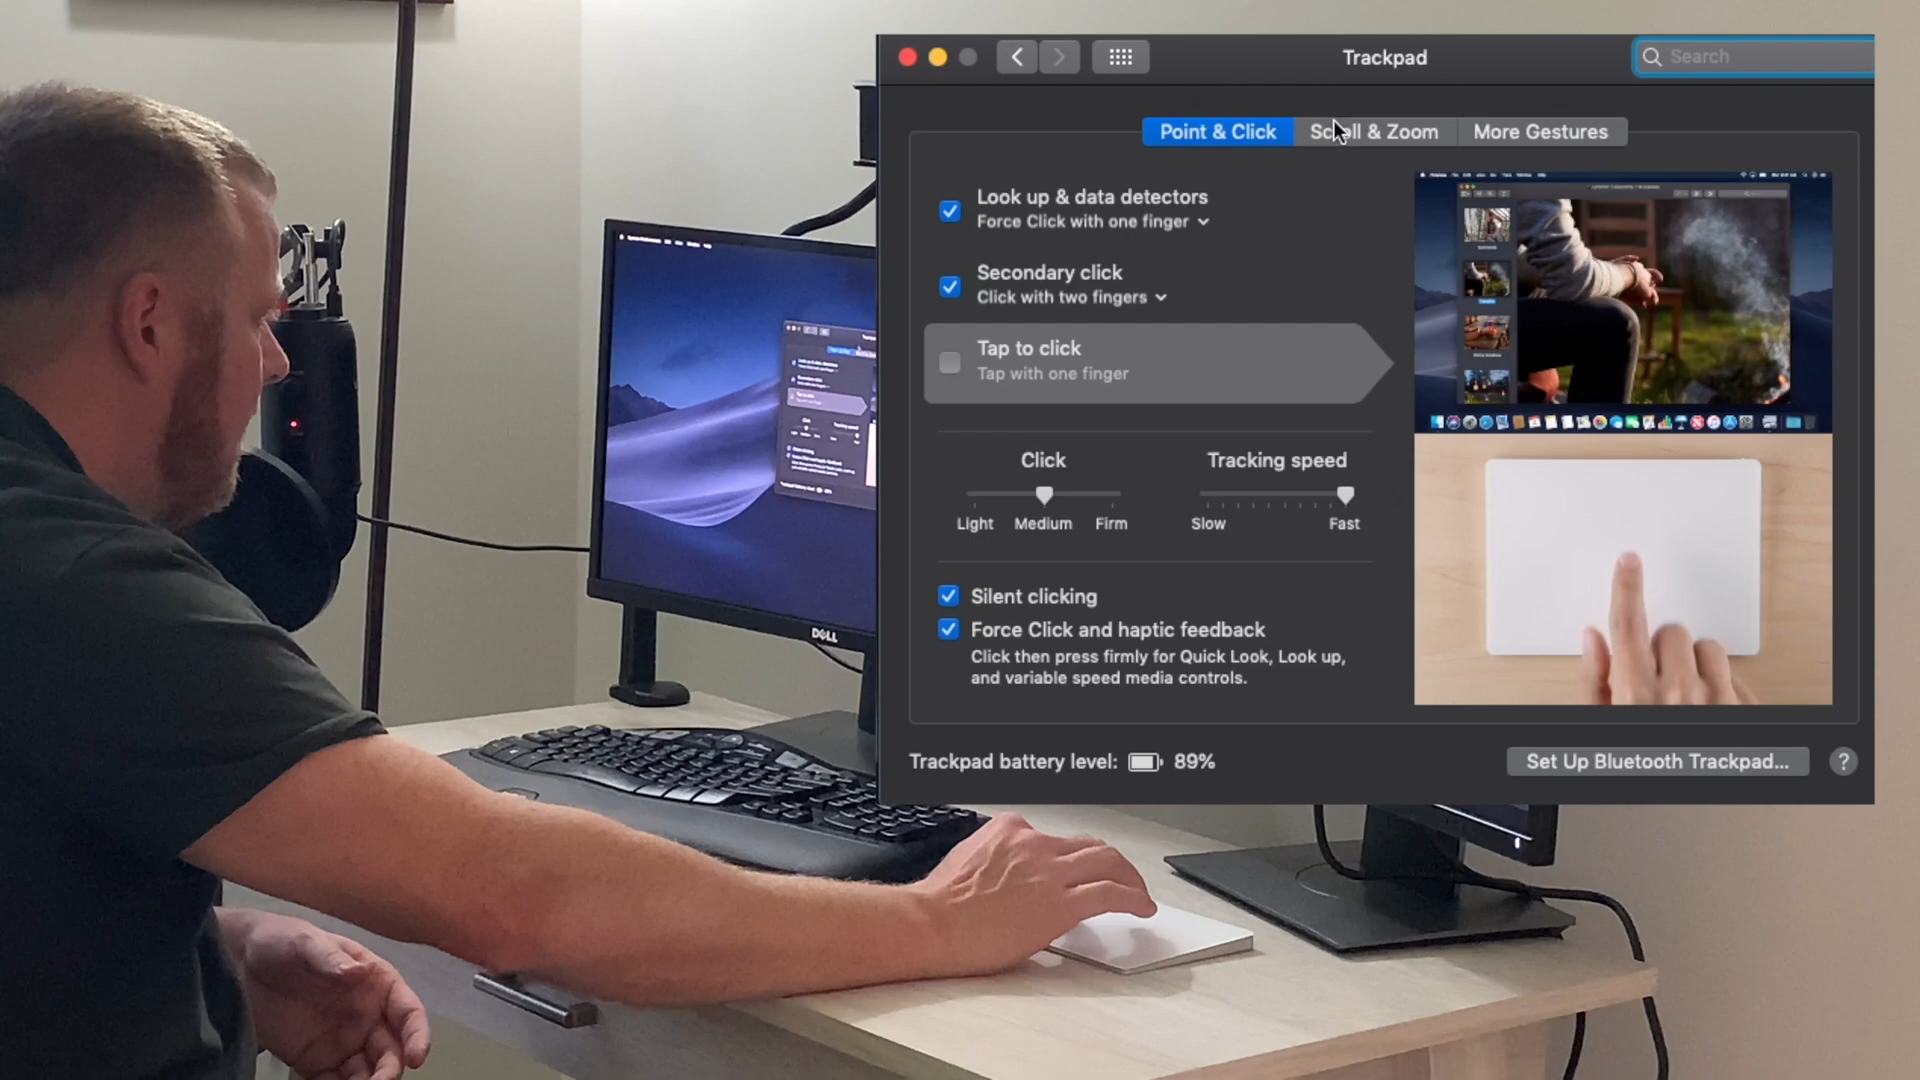 Trackpad
Search
Point & Click
Scroll & Zoom
More Gestures
Look up & data detectors
Force Click with one finger
Secondary click
Click with two fingers
Tap to click
Tap with one finger
Click
Tracking speed
Light
Medium
Firm
Slow
Fast
Silent clicking
Force Click and haptic feedback
Click then press firmly for Quick Look, Look up,
and variable speed media controls.
Trackpad battery level:
89%
Set Up Bluetooth Trackpad...
?
DELL